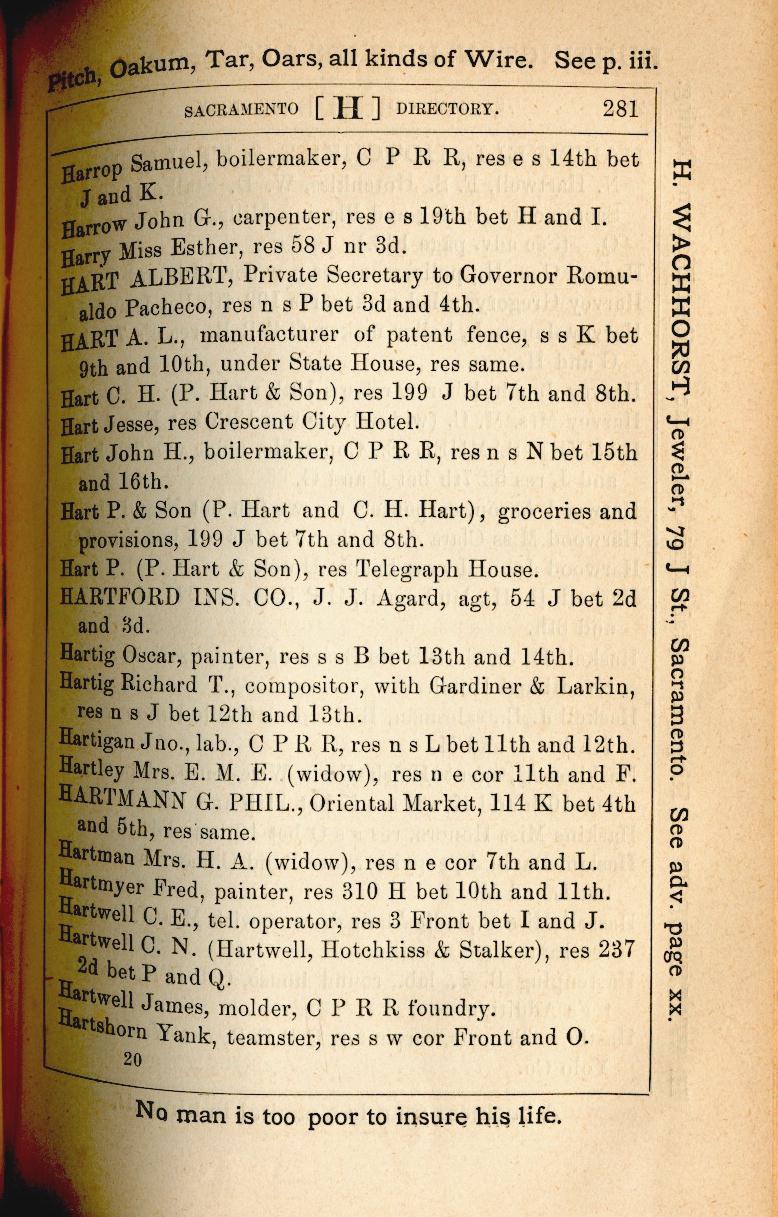 Pitch, Oakum, Tar, Oars, all kinds of Wire. See p. iii.
SACRAMENTO [ H ] DIRECTORY. 281
Harrop Samuel, boilermaker, C P R R, res e s 14th bet
J and K.
Harrow John G., carpenter, res e s 19th bet H and I.
Harry Miss Esther, res 58 J nr 3d.
HART ALBERT, Private Secretary to Governor Romu-
aldo Pacheco, res n s P bet 3d and 4th.
HART A. L., manufacturer of patent fence, s s K bet
9th and 10th, under State House, res same.
Hart C. H. (P. Hart & Son), res 199 J bet 7th and 8th.
Hart Jesse, res Crescent City Hotel.
Hart John H., boilermaker, C P R R, res n s N bet 15th
and 16th.
Hart P. & Son (P. Hart and C. H. Hart), groceries and
provisions, 199 J bet 7th and 8th.
Hart P. (P. Hart & Son), res Telegraph House.
HARTFORD INS. CO., J. J. Agard, agt, 54 J bet 2d
and 3d.
Hartig Oscar, painter, res s s B bet 13th and 14th.
Hartig Richard T., compositor, with Gardiner & Larkin,
res n s J bet 12th and 13th.
Hartigan Jno., lab., C P R R, res n s L bet 11th and 12th.
Hartley Mrs. E. M. E. (widow), res n e cor 11th and F.
HARTMANN G. PHIL., Oriental Market, 114 K bet 4th
and 5th, res same.
Hartman Mrs. H. A. (widow), res n e cor 7th and L.
Hartmyer Fred, painter, res 310 H bet 10th and 11th.
Hartwell C. E., tel. operator, res 3 Front bet I and J.
Hartwell C. N. (Hartwell, Hotchkiss & Stalker), res 237
2d bet P and Q.
Hartwell James, molder, C P R R foundry.
Hartshorn Yank, teamster, res s w cor Front and O.
20
No man is too poor to insure his life.
H. WACHHORST, Jeweler, 79 J St., Sacramento. See adv. page xx.